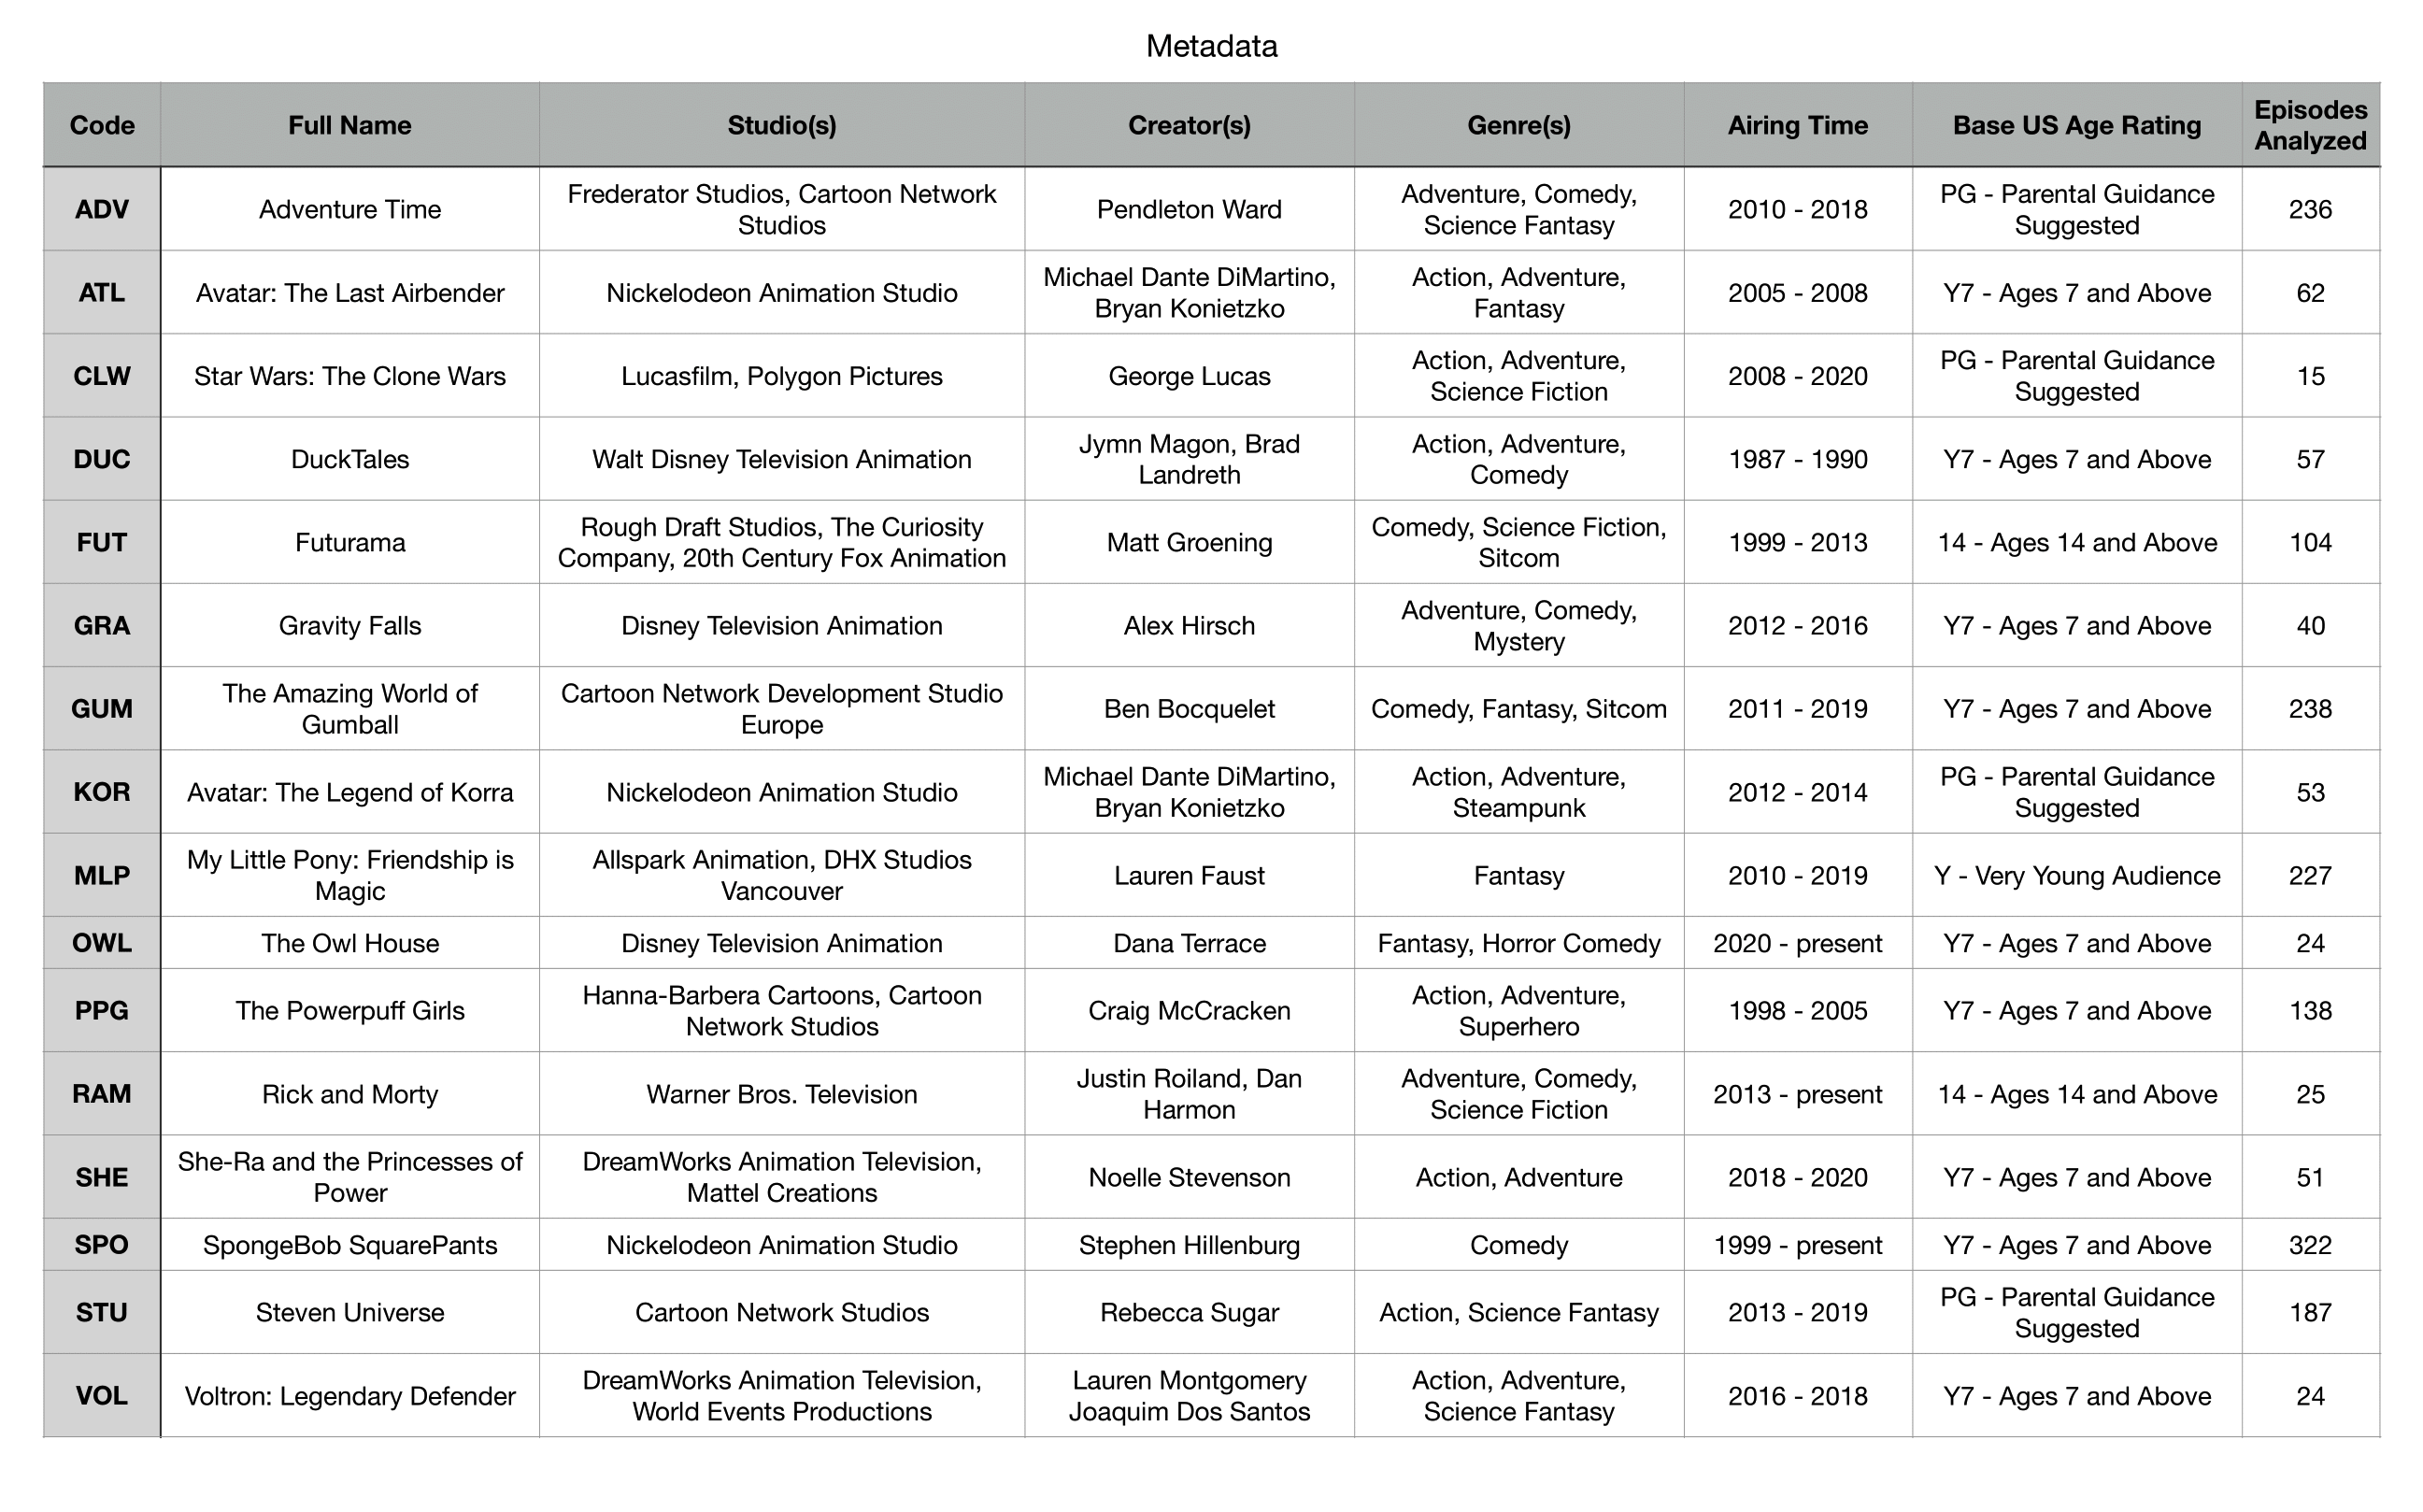 Metadata
Code Full Name Studio(s) Creator(s) Genre(s) Airing Time Base US Age Rating Episodes Analyzed
ADV Adventure Time Frederator Studios, Cartoon Network Studios Pendleton Ward Adventure, Comedy, Science Fantasy 2010 - 2018 PG - Parental Guidance Suggested 236
ATL Avatar: The Last Airbender Nickelodeon Animation Studio Michael Dante DiMartino, Bryan Konietzko Action, Adventure, Fantasy 2005 - 2008 Y7 - Ages 7 and Above 62
CLW Star Wars: The Clone Wars Lucasfilm, Polygon Pictures George Lucas Action, Adventure, Science Fiction 2008 - 2020 PG - Parental Guidance Suggested 15
DUC DuckTales Walt Disney Television Animation Jymn Magon, Brad Landreth Action, Adventure, Comedy 1987 - 1990 Y7 - Ages 7 and Above 57
FUT Futurama Rough Draft Studios, The Curiosity Company, 20th Century Fox Animation Matt Groening Comedy, Science Fiction, Sitcom 1999 - 2013 14 - Ages 14 and Above 104
GRA Gravity Falls Disney Television Animation Alex Hirsch Adventure, Comedy, Mystery 2012 - 2016 Y7 - Ages 7 and Above 40
GUM The Amazing World of Gumball Cartoon Network Development Studio Europe Ben Bocquelet Comedy, Fantasy, Sitcom 2011 - 2019 Y7 - Ages 7 and Above 238
KOR Avatar: The Legend of Korra Nickelodeon Animation Studio Michael Dante DiMartino, Bryan Konietzko Action, Adventure, Steampunk 2012 - 2014 PG - Parental Guidance Suggested 53
MLP My Little Pony: Friendship is Magic Allspark Animation, DHX Studios Vancouver Lauren Faust Fantasy 2010 - 2019 Y - Very Young Audience 227
OWL The Owl House Disney Television Animation Dana Terrace Fantasy, Horror Comedy 2020 - present Y7 - Ages 7 and Above 24
PPG The Powerpuff Girls Hanna-Barbera Cartoons, Cartoon Network Studios Craig McCracken Action, Adventure, Superhero 1998 - 2005 Y7 - Ages 7 and Above 138
RAM Rick and Morty Warner Bros. Television Justin Roiland, Dan Harmon Adventure, Comedy, Science Fiction 2013 - present 14 - Ages 14 and Above 25
SHE She-Ra and the Princesses of Power DreamWorks Animation Television, Mattel Creations Noelle Stevenson Action, Adventure 2018 - 2020 Y7 - Ages 7 and Above 51
SPO SpongeBob SquarePants Nickelodeon Animation Studio Stephen Hillenburg Comedy 1999 - present Y7 - Ages 7 and Above 322
STU Steven Universe Cartoon Network Studios Rebecca Sugar Action, Science Fantasy 2013 - 2019 PG - Parental Guidance Suggested 187
VOL Voltron: Legendary Defender DreamWorks Animation Television, World Events Productions Lauren Montgomery Joaquim Dos Santos Action, Adventure, Science Fantasy 2016 - 2018 Y7 - Ages 7 and Above 24